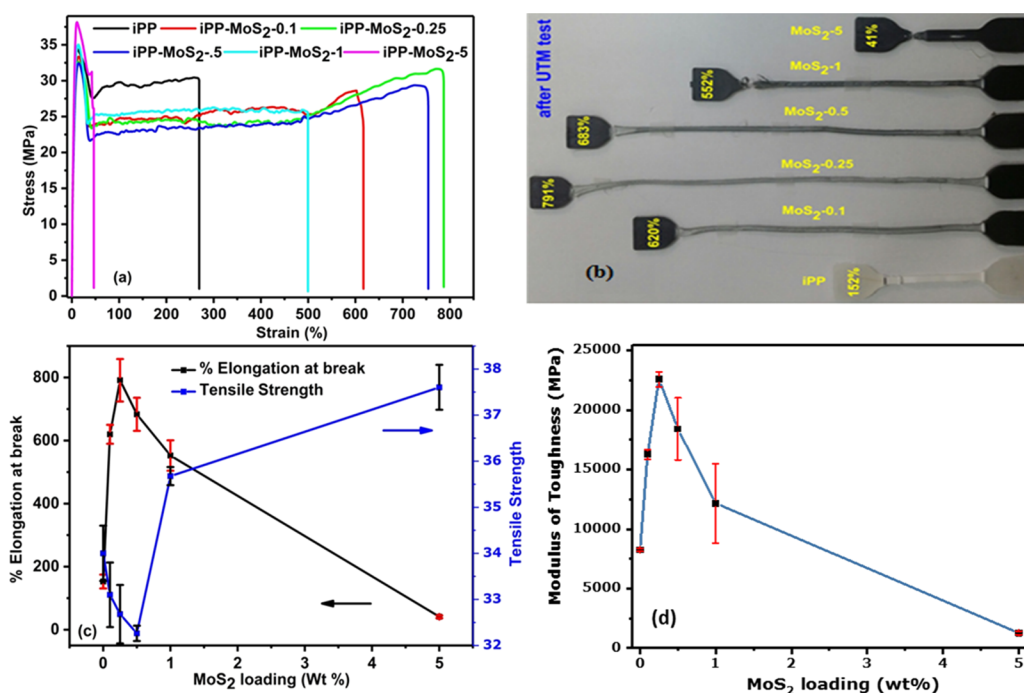 iPP iPP-MoS2-0.1 iPP-MoS2-0.25
iPP-MoS2-.5 iPP-MoS2-1 iPP-MoS2-5
35
30
25
20
15
10
5
0
Stress (MPa)
(a)
0 100 200 300 400 500 600 700 800
Strain (%)
after UTM test
MoS2-5
41%
MoS2-1
552%
MoS2-0.5
683%
MoS2-0.25
791%
MoS2-0.1
620%
(b)
iPP
152%
% Elongation at break
Tensile Strength
800
600
400
200
0
% Elongation at break
38
37
36
35
34
33
32
Tensile Strength
(c)
0 1 2 3 4 5
MoS2 loading (Wt %)
25000
20000
15000
10000
5000
0
Modulus of Toughness (MPa)
(d)
0 1 2 3 4 5
MoS2 loading (wt%)